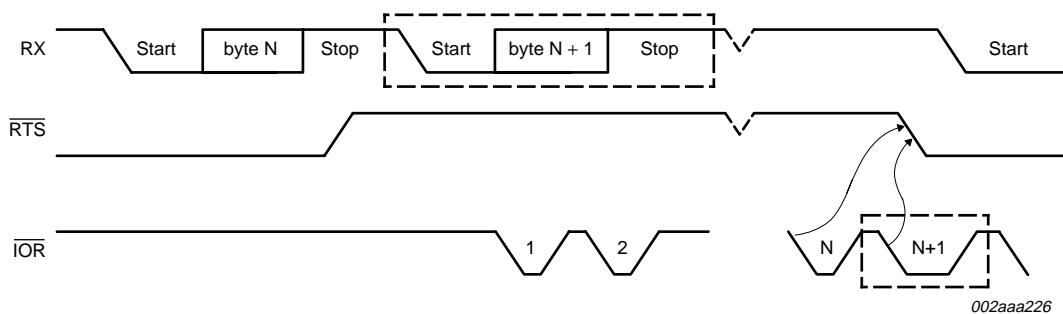 RX Start byte N Stop Start byte N + 1 Stop Start
RTS
IOR 1 2 N N+1
002aaa226